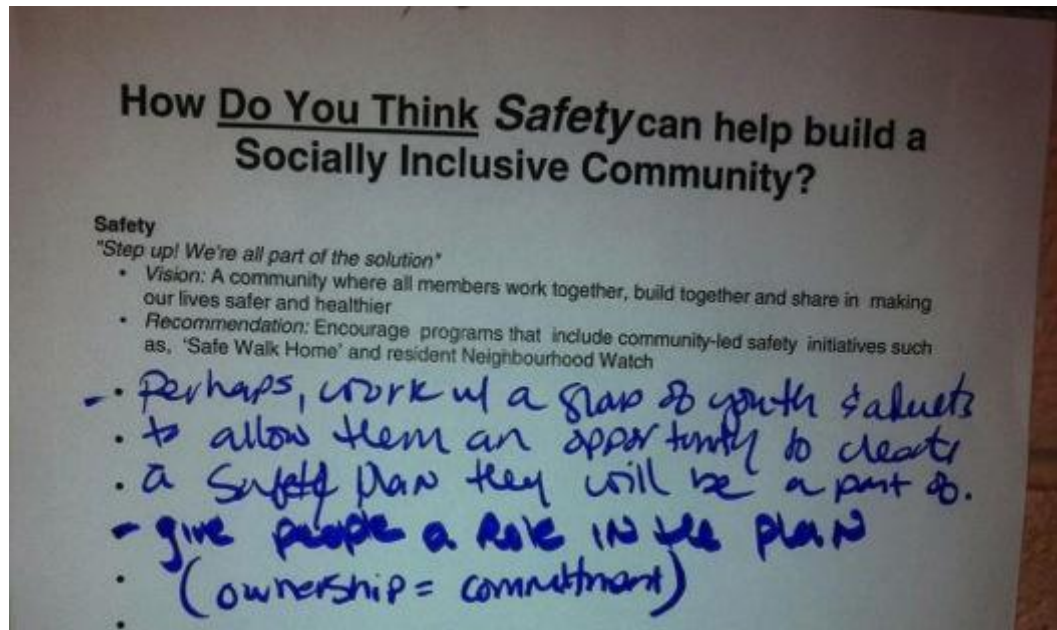 How Do You Think Safety can help build a
Socially Inclusive Community?
Safety
"Step up! We're all part of the solution"
• Vision: A community where all members work together, build together and share in making
our lives safer and healthier
• Recommendation: Encourage programs that include community-led safety initiatives such
as, 'Safe Walk Home' and resident Neighbourhood Watch
- • Perhaps, work w/ a group of youth & adults
• to allow them an opportunity to create
• a Safety plan they will be a part of.
- give people a Role in the plan
• (ownership = committment)
•